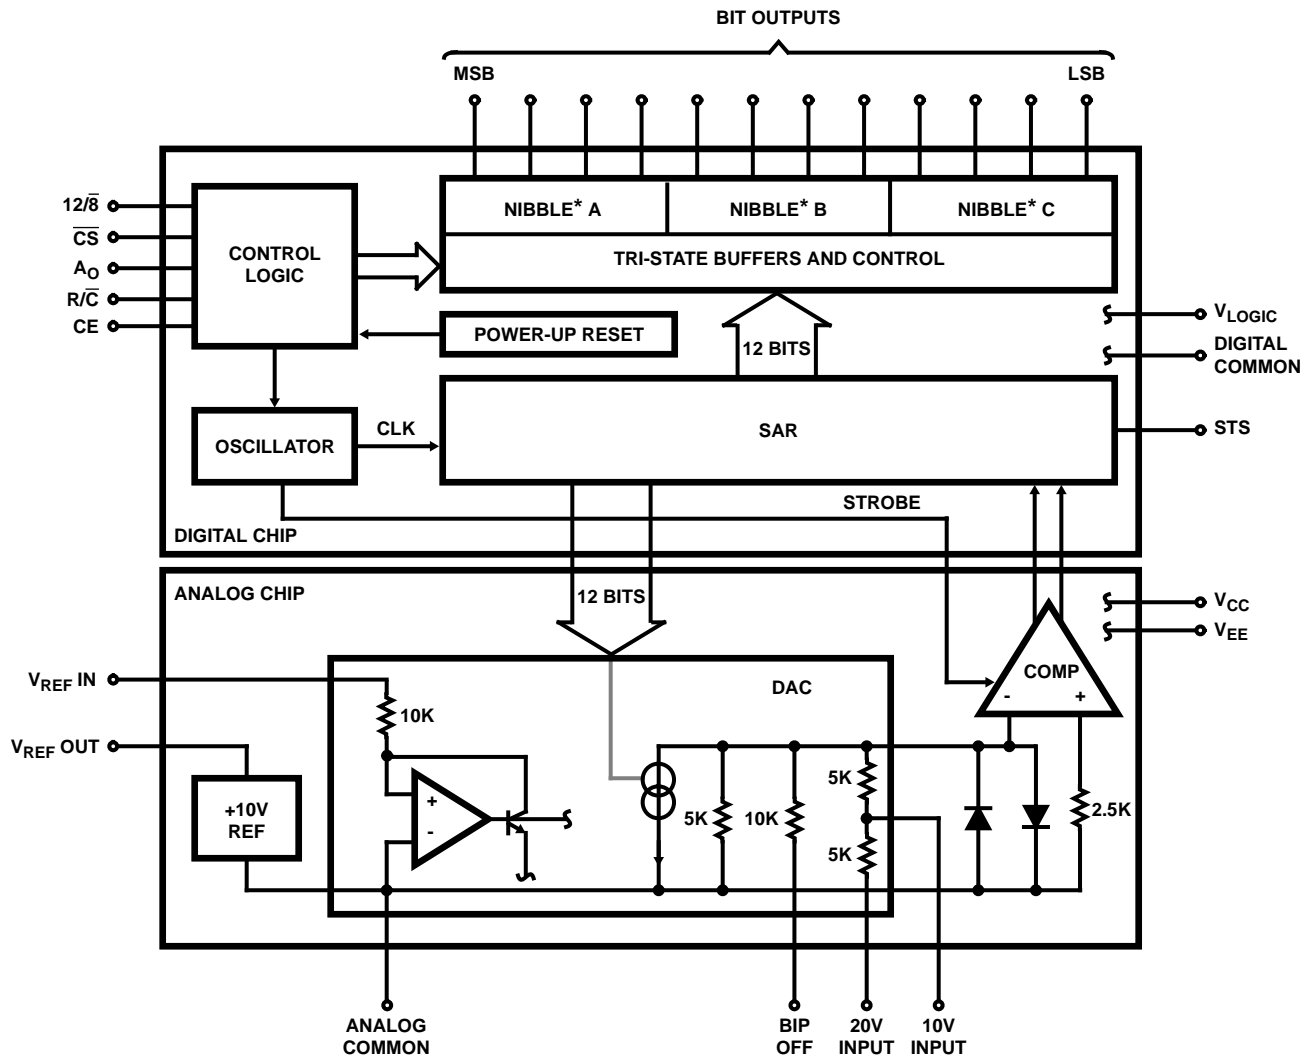 BIT OUTPUTS
MSB
LSB
NIBBLE* A
NIBBLE* B
NIBBLE* C
TRI-STATE BUFFERS AND CONTROL
12/8̅
C̅S̅
AO
R/C̅
CE
CONTROL
LOGIC
POWER-UP RESET
12 BITS
VLOGIC
DIGITAL
COMMON
OSCILLATOR
CLK
SAR
STS
STROBE
DIGITAL CHIP
ANALOG CHIP
12 BITS
VCC
VEE
COMP
-
+
VREF IN
DAC
10K
VREF OUT
+10V
REF
+
-
5K
10K
5K
5K
2.5K
ANALOG
COMMON
BIP
OFF
20V
INPUT
10V
INPUT